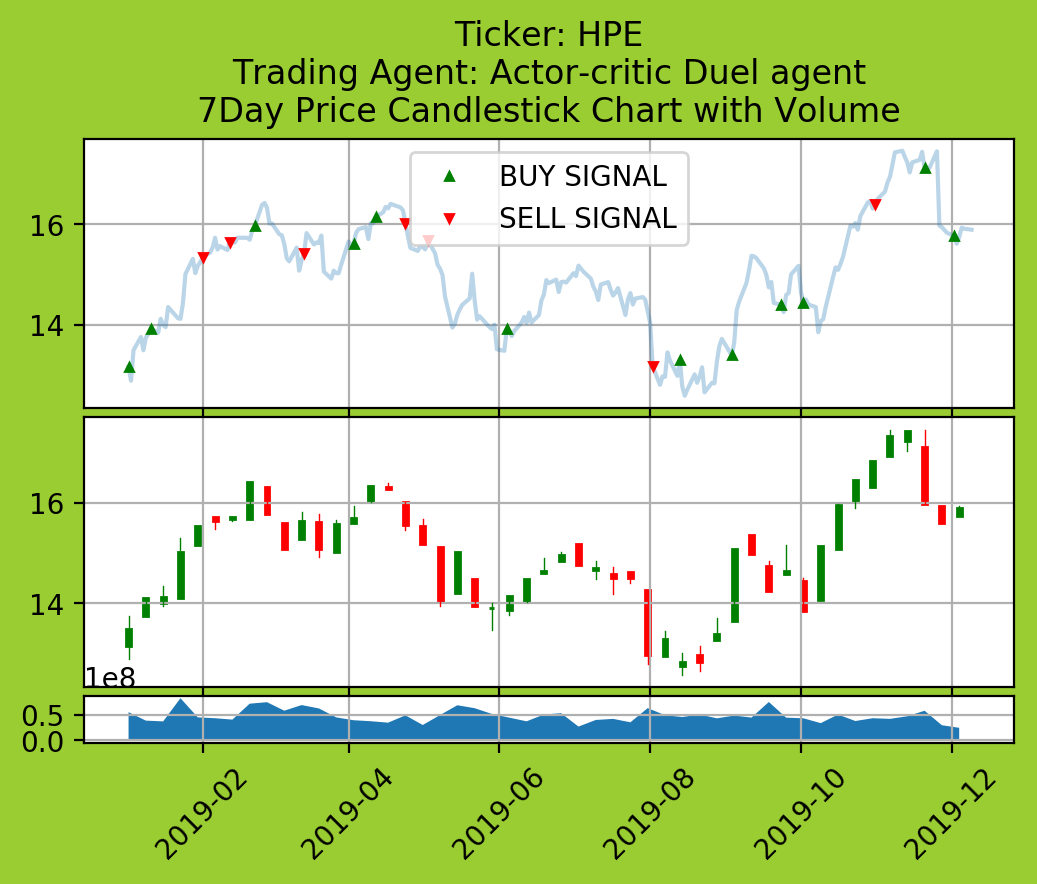 Ticker: HPE
Trading Agent: Actor-critic Duel agent
7Day Price Candlestick Chart with Volume
BUY SIGNAL
SELL SIGNAL
16
14
16
14
1e8
0.5
0.0
2019-02
2019-04
2019-06
2019-08
2019-10
2019-12